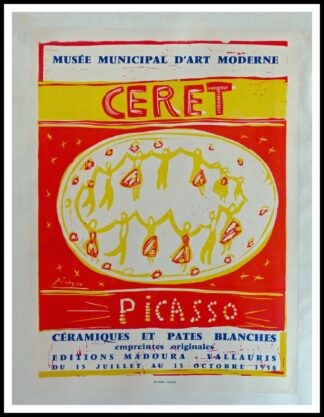 MUSÉE MUNICIPAL D'ART MODERNE
CERET
Picasso
PiCASSO
CÉRAMIQUES ET PATES BLANCHES
empreintes originales
EDITIONS MADOURA - VALLAURIS
DU 15 JUILLET AU 15 OCTOBRE 1958